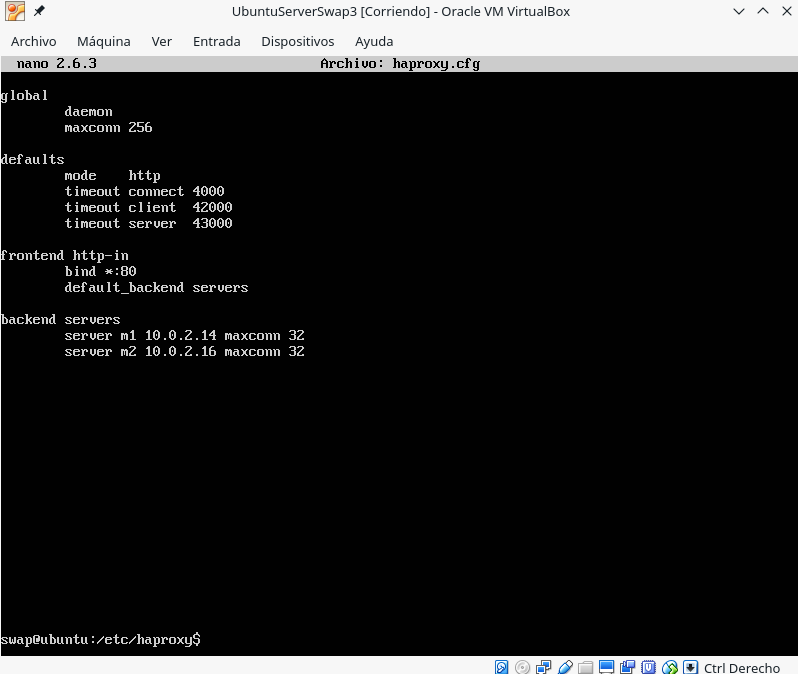 UbuntuServerSwap3 [Corriendo] - Oracle VM VirtualBox
Archivo Máquina Ver Entrada Dispositivos Ayuda
nano 2.6.3 Archivo: haproxy.cfg
global
daemon
maxconn 256
defaults
mode http
timeout connect 4000
timeout client 42000
timeout server 43000
frontend http-in
bind *:80
default_backend servers
backend servers
server m1 10.0.2.14 maxconn 32
server m2 10.0.2.16 maxconn 32
swap@ubuntu:/etc/haproxy$
Ctrl Derecho